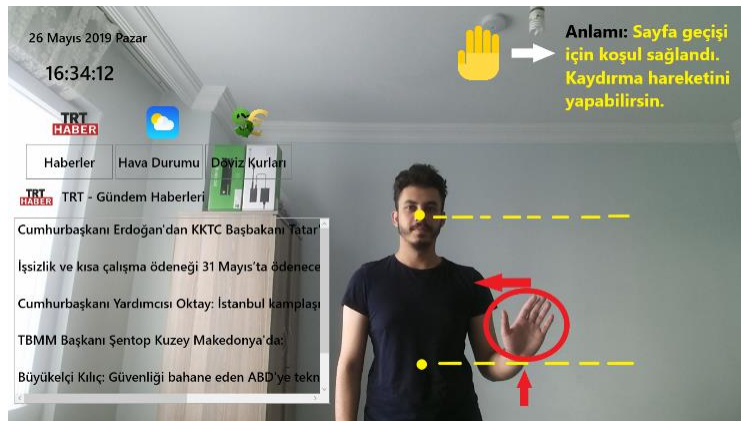 26 Mayıs 2019 Pazar
16:34:12
Anlamı: Sayfa geçişi
için koşul sağlandı.
Kaydırma hareketini
yapabilirsin.
TRT
HABER
Haberler
Hava Durumu
Döviz Kurları
TRT
HABER
TRT - Gündem Haberleri
Cumhurbaşkanı Erdoğan'dan KKTC Başbakanı Tatar'
İşsizlik ve kısa çalışma ödeneği 31 Mayıs'ta ödenece
Cumhurbaşkanı Yardımcısı Oktay: İstanbul kamplaşı
TBMM Başkanı Şentop Kuzey Makedonya'da:
Büyükelçi Kılıç: Güvenliği bahane eden ABD'ye tekn